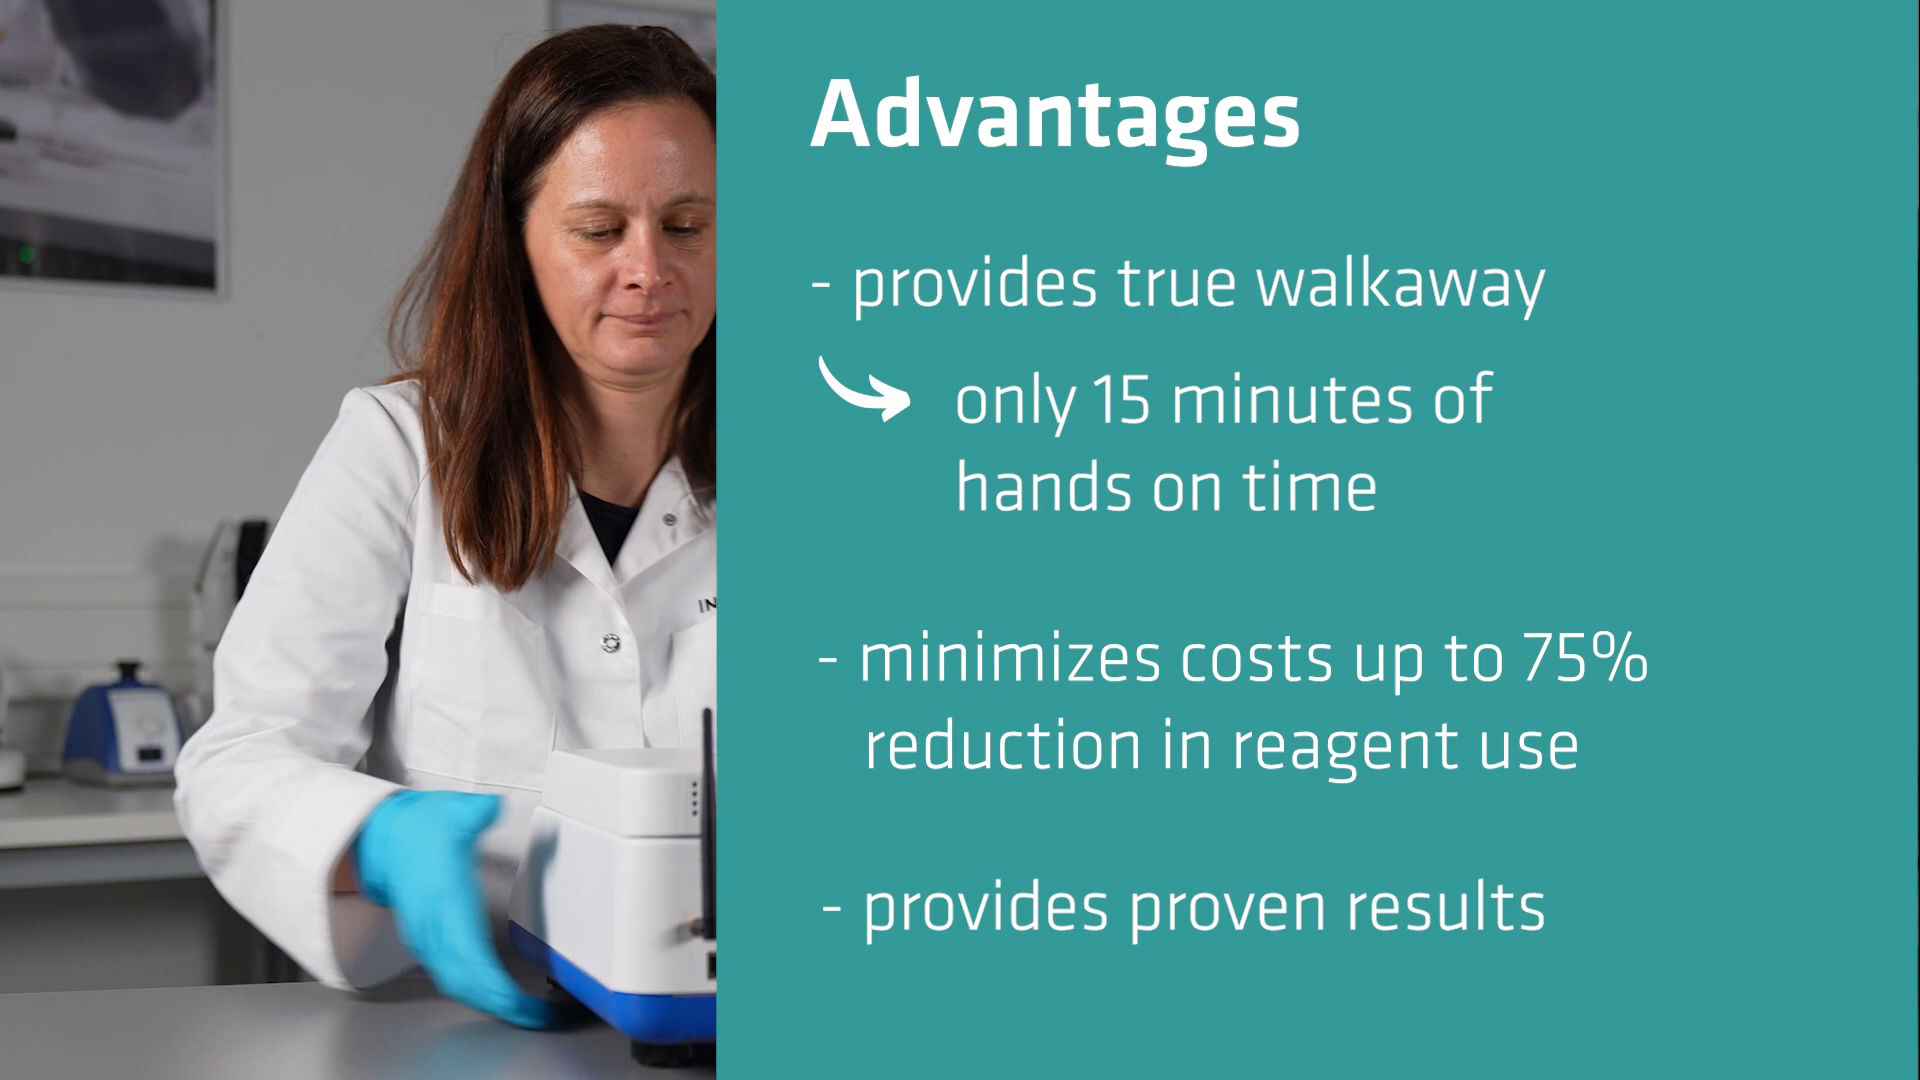 Advantages
- provides true walkaway
only 15 minutes of
hands on time
- minimizes costs up to 75%
reduction in reagent use
- provides proven results
IN